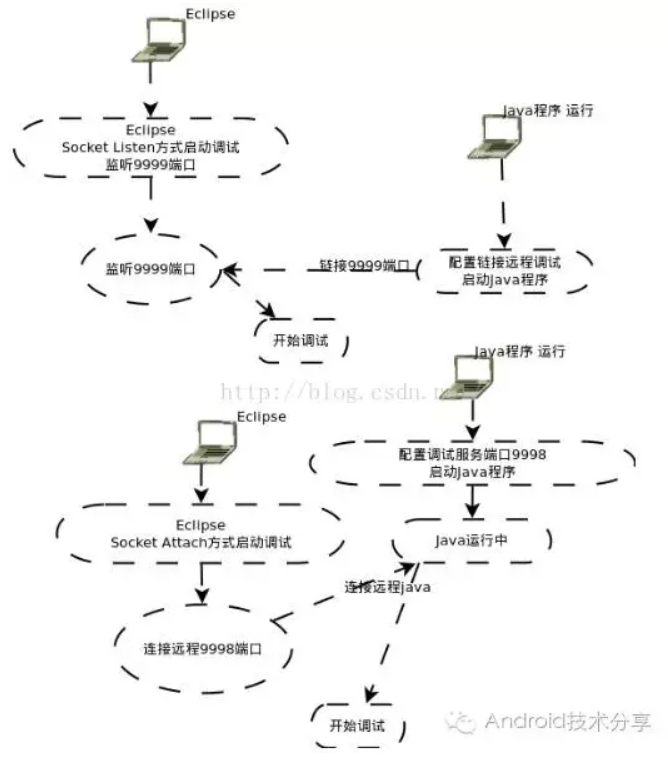 Eclipse
Eclipse
Socket Listen方式启动调试
监听9999端口
Java程序 运行
监听9999端口
链接9999端口
配置链接远程调试
启动Java程序
开始调试
Java程序 运行
http://blog.csdn.n
Eclipse
配置调试服务端口9998
启动Java程序
Eclipse
Socket Attach方式启动调试
Java运行中
连接远程java
连接远程9998端口
开始调试
Android技术分享